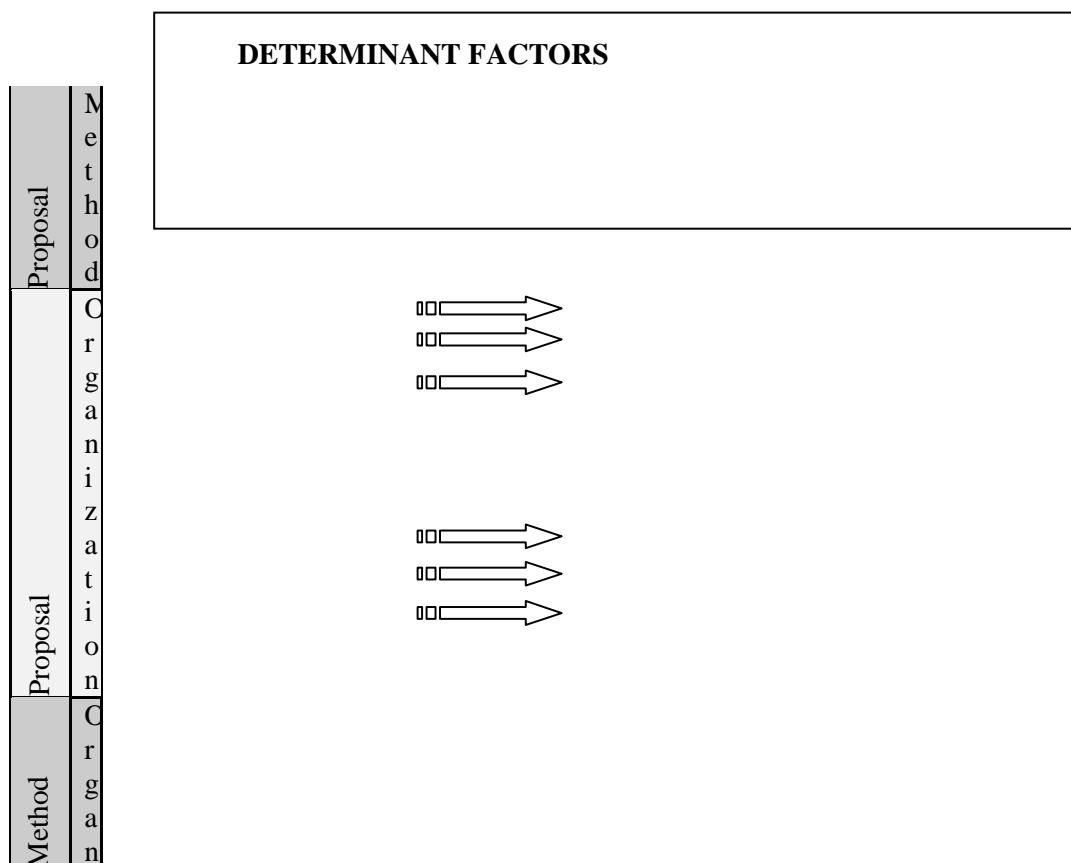 DETERMINANT FACTORS
Proposal
Method
Proposal
Organization
Method
Organ